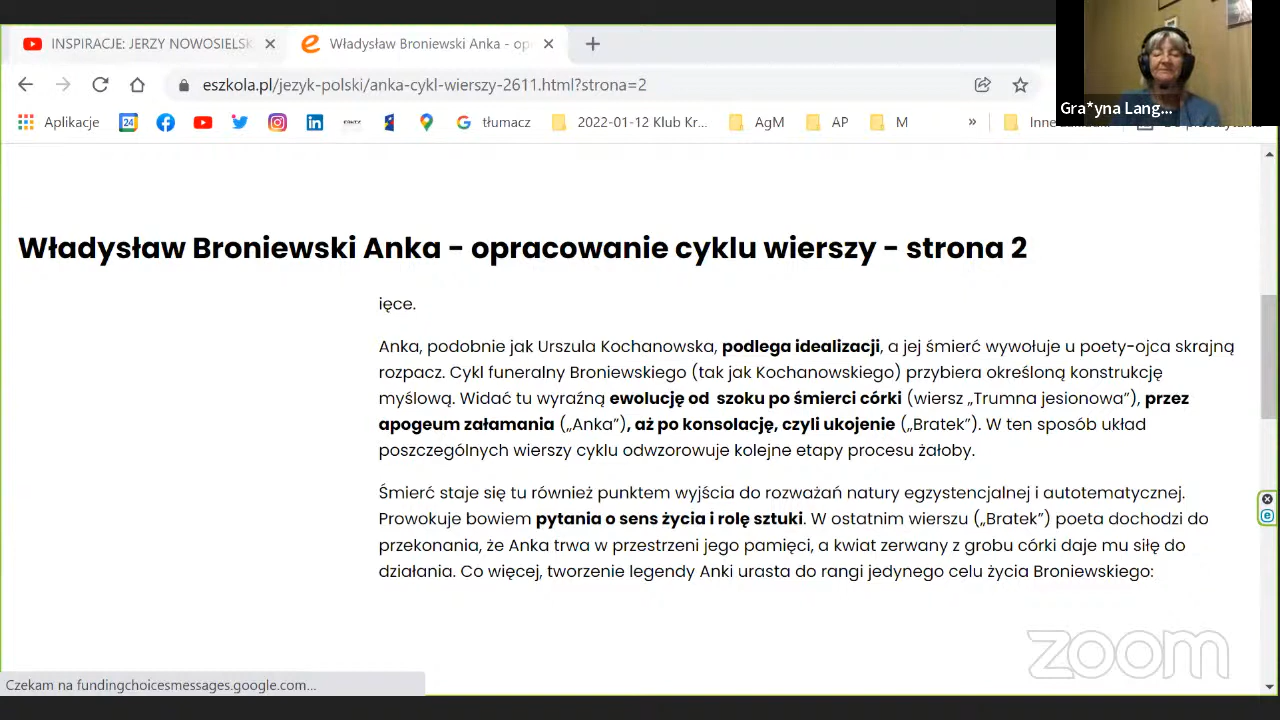 INSPIRACJE: JERZY NOWOSIELSK
Władysław Broniewski Anka - op
eszkola.pl/jezyk-polski/anka-cykl-wierszy-2611.html?strona=2
Gra*yna Lang...
Aplikacje
24
tłumacz
2022-01-12 Klub Kr...
AgM
AP
M
»
Władysław Broniewski Anka - opracowanie cyklu wierszy - strona 2
ięce.
Anka, podobnie jak Urszula Kochanowska, podlega idealizacji, a jej śmierć wywołuje u poety-ojca skrajną
rozpacz. Cykl funeralny Broniewskiego (tak jak Kochanowskiego) przybiera określoną konstrukcję
myślową. Widać tu wyraźną ewolucję od szoku po śmierci córki (wiersz „Trumna jesionowa”), przez
apogeum załamania („Anka”), aż po konsolację, czyli ukojenie („Bratek”). W ten sposób układ
poszczególnych wierszy cyklu odwzorowuje kolejne etapy procesu żałoby.
Śmierć staje się tu również punktem wyjścia do rozważań natury egzystencjalnej i autotematycznej.
Prowokuje bowiem pytania o sens życia i rolę sztuki. W ostatnim wierszu („Bratek”) poeta dochodzi do
przekonania, że Anka trwa w przestrzeni jego pamięci, a kwiat zerwany z grobu córki daje mu siłę do
działania. Co więcej, tworzenie legendy Anki urasta do rangi jedynego celu życia Broniewskiego:
zoom
Czekam na fundingchoicesmessages.google.com...